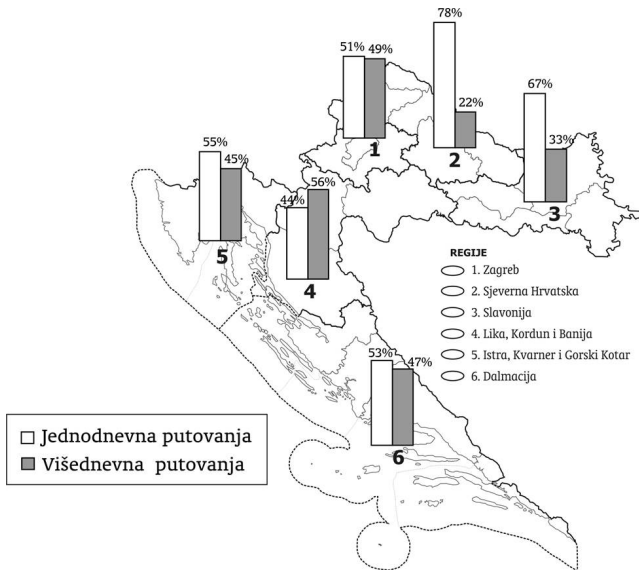 78%
51% 49%
67%
22%
1
2
33%
55%
45%
56%
44%
3
5
4
REGIJE
1. Zagreb
2. Sjeverna Hrvatska
3. Slavonija
4. Lika, Kordun i Banija
5. Istra, Kvarner i Gorski Kotar
6. Dalmacija
53% 47%
6
Jednodnevna putovanja
Višednevna putovanja